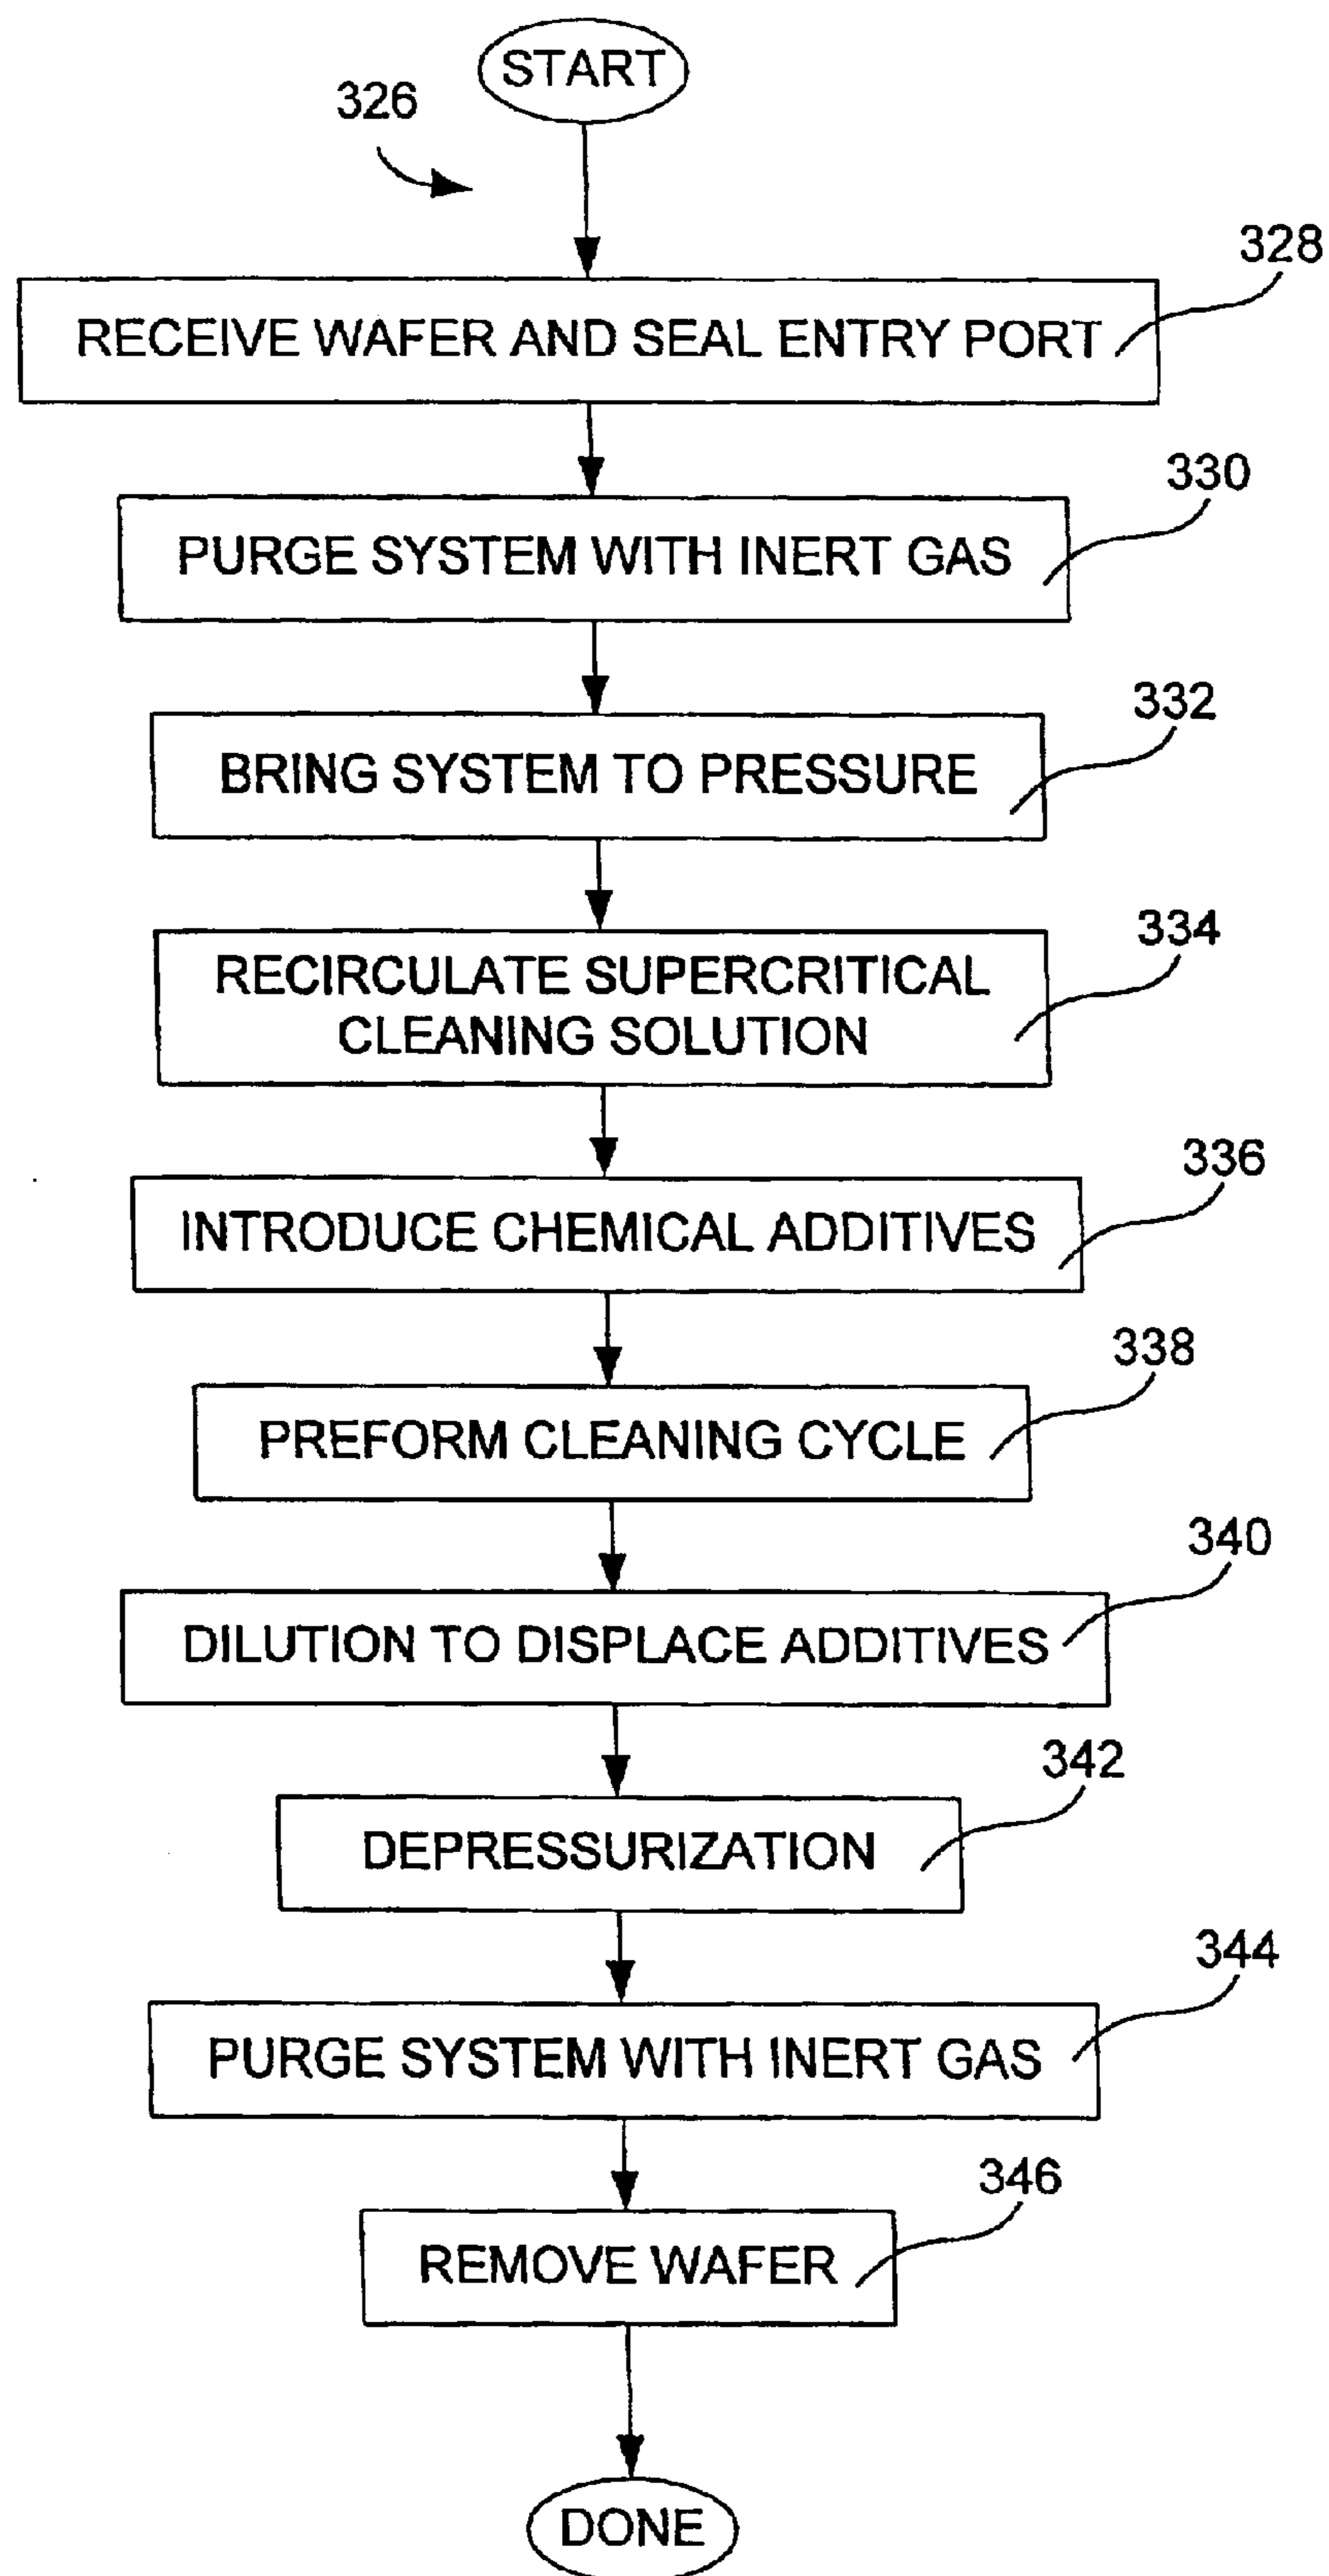 START
326
328
RECEIVE WAFER AND SEAL ENTRY PORT
330
PURGE SYSTEM WITH INERT GAS
332
BRING SYSTEM TO PRESSURE
334
RECIRCULATE SUPERCRITICAL
CLEANING SOLUTION
336
INTRODUCE CHEMICAL ADDITIVES
338
PREFORM CLEANING CYCLE
340
DILUTION TO DISPLACE ADDITIVES
342
DEPRESSURIZATION
344
PURGE SYSTEM WITH INERT GAS
346
REMOVE WAFER
DONE